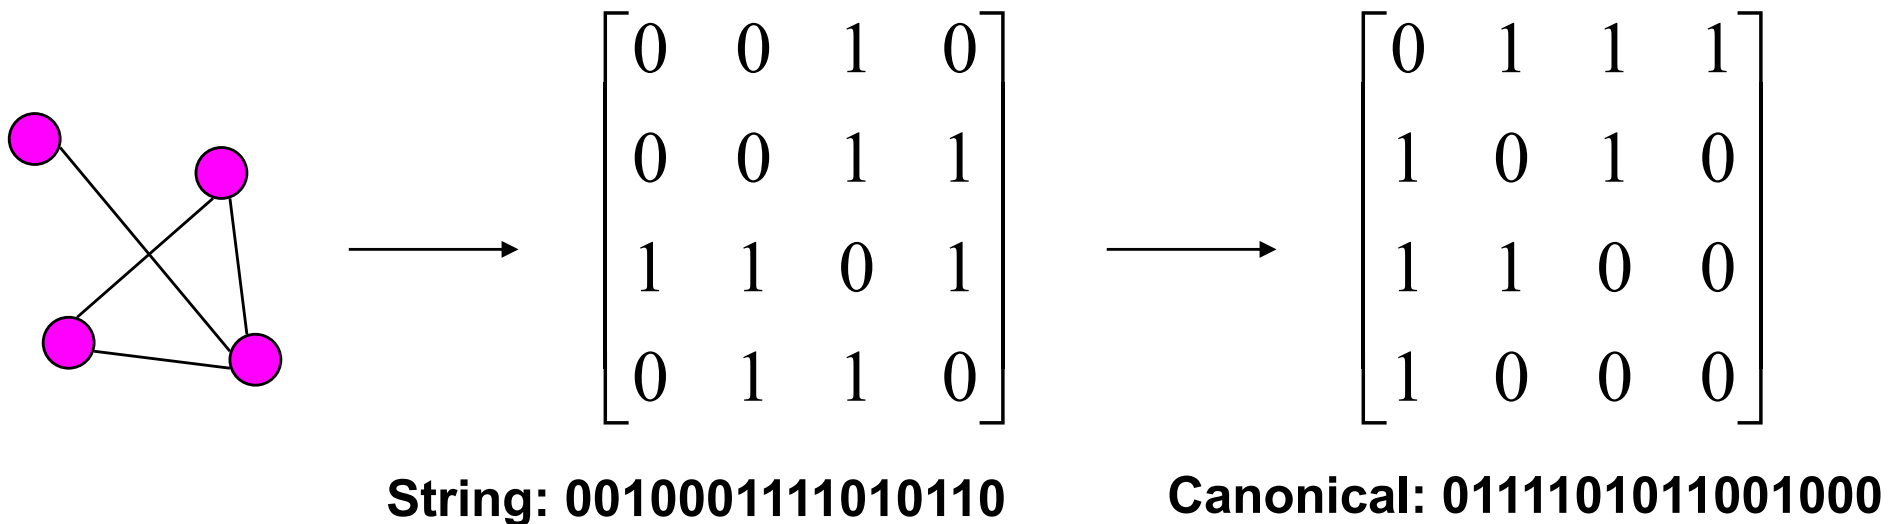 0 0 1 0
0 0 1 1
1 1 0 1
0 1 1 0
0 1 1 1
1 0 1 0
1 1 0 0
1 0 0 0
String: 0010001111010110
Canonical: 0111101011001000